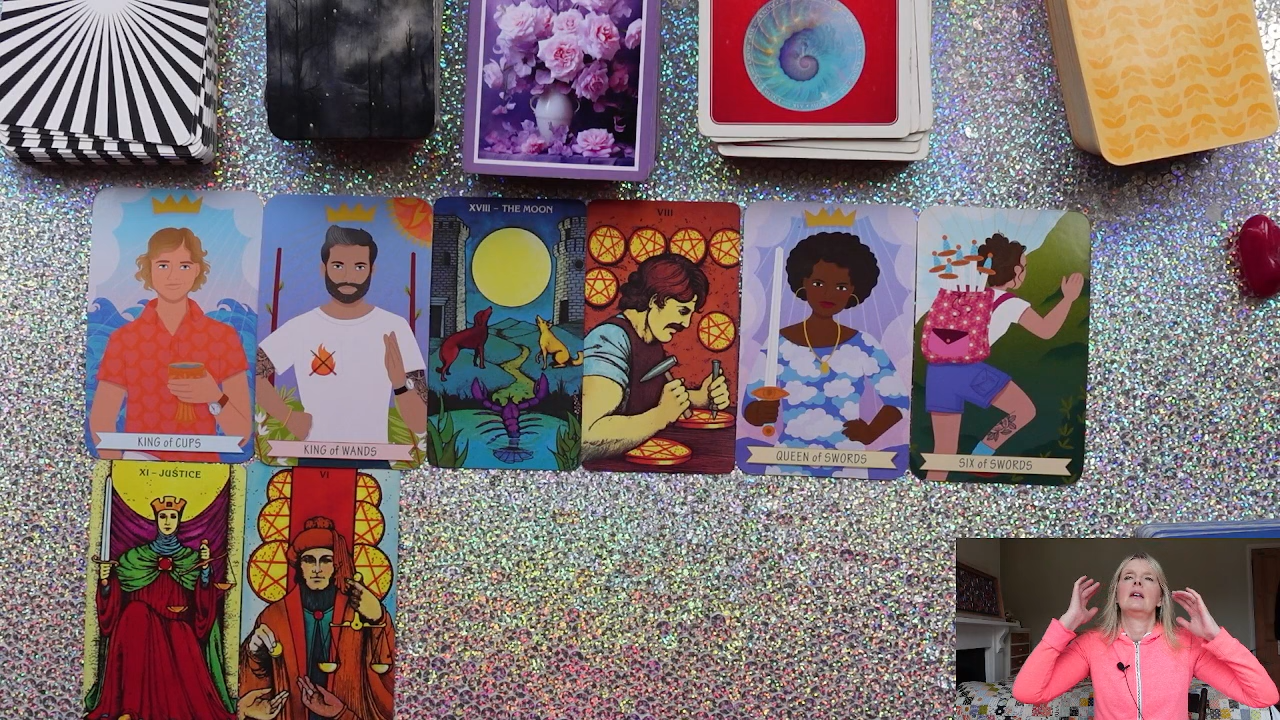 KING of CUPS
KING of WANDS
XVIII – THE MOON
VIII
QUEEN of SWORDS
SIX of SWORDS
XI – JUSTICE
VI